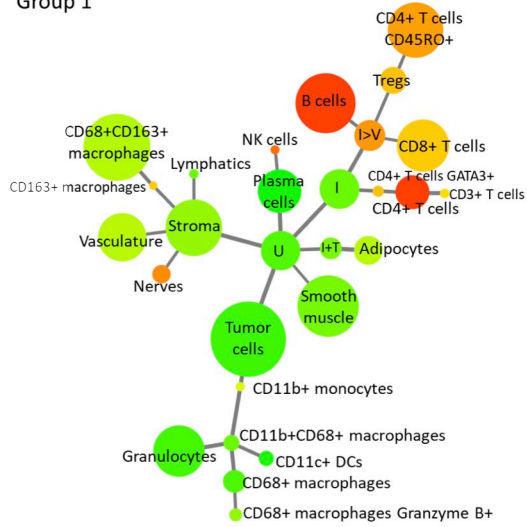 Group 1
CD4+ T cells
CD45RO+
Tregs
B cells
I>V
CD8+ T cells
CD68+CD163+
macrophages
NK cells
Lymphatics
CD4+ T cells GATA3+
CD163+ macrophages
Plasma
cells
I
CD3+ T cells
CD4+ T cells
Stroma
Vasculature
U
I+T
Adipocytes
Nerves
Smooth
muscle
Tumor
cells
CD11b+ monocytes
CD11b+CD68+ macrophages
Granulocytes
CD11c+ DCs
CD68+ macrophages
CD68+ macrophages Granzyme B+